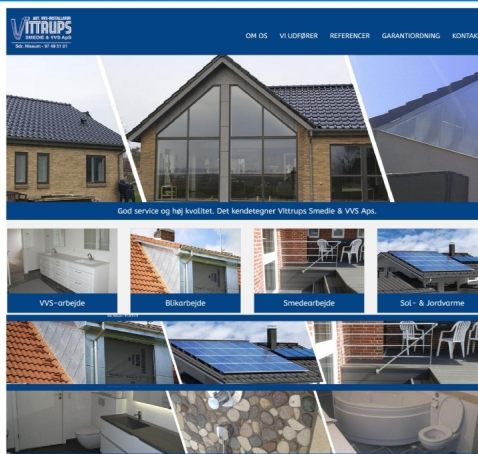 AUT. VVS-INSTALLATØR
VITTRUPS
SMEDIE & VVS ApS
Sdr. Nissum - 97 49 51 01
OM OS VI UDFØRER REFERENCER GARANTIORDNING KONTAK
God service og høj kvalitet. Det kendetegner Vittrups Smedie & VVS Aps.
VVS-arbejde Blikarbejde Smedearbejde Sol- & Jordvarme